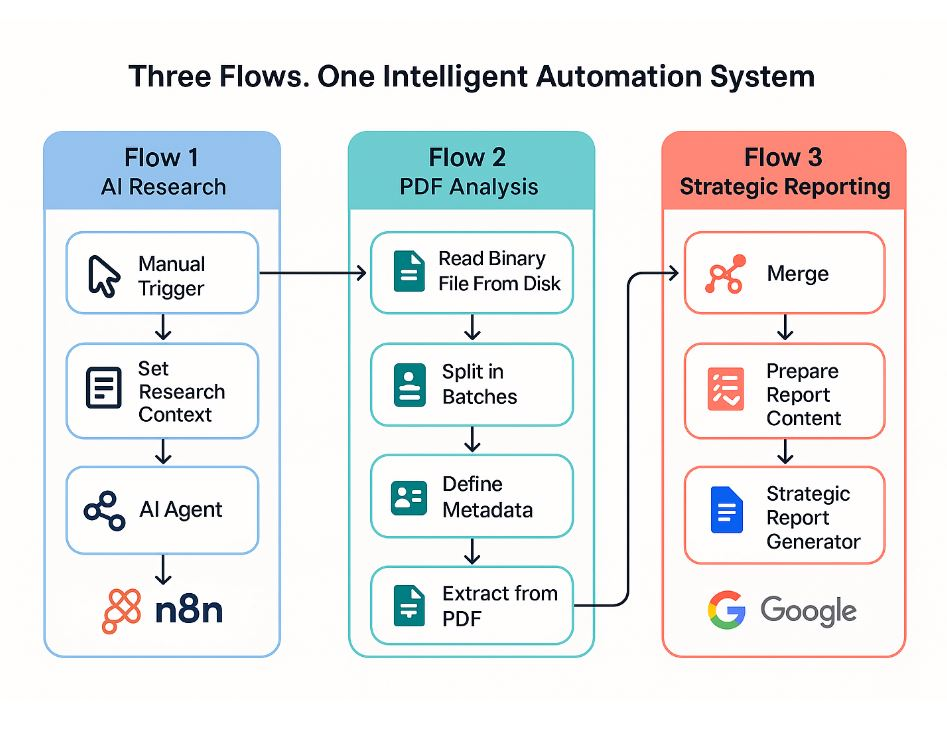 Three Flows. One Intelligent Automation System
Flow 1
AI Research
Manual
Trigger
Set
Research
Context
AI Agent
n8n
Flow 2
PDF Analysis
Read Binary
File From Disk
Split in
Batches
Define
Metadata
Extract from
PDF
Flow 3
Strategic Reporting
Merge
Prepare
Report
Content
Strategic
Report
Generator
Google